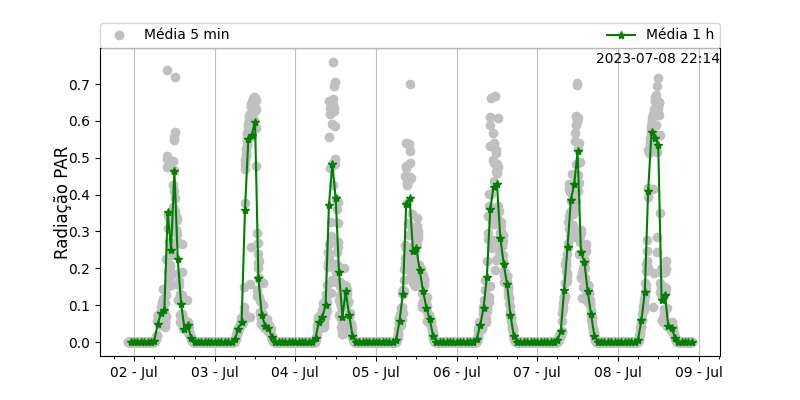 Média 5 min
Média 1 h
2023-07-08 22:14
Radiação PAR
0.7
0.6
0.5
0.4
0.3
0.2
0.1
0.0
02 - Jul
03 - Jul
04 - Jul
05 - Jul
06 - Jul
07 - Jul
08 - Jul
09 - Jul